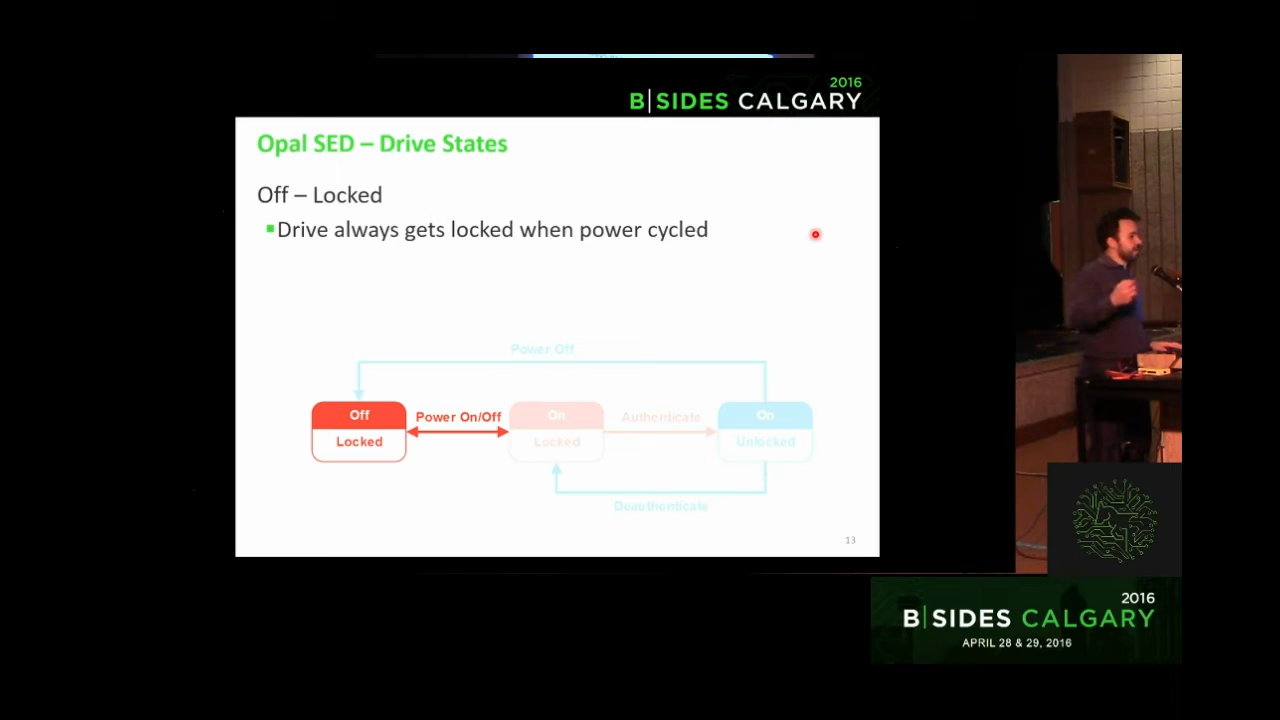 2016
B|SIDES CALGARY
Opal SED – Drive States
Off – Locked
Drive always gets locked when power cycled
Power Off
Off
Locked
Power On/Off
On
Locked
Authenticate
On
Unlocked
Deauthenticate
13
2016
B|SIDES CALGARY
APRIL 28 & 29, 2016